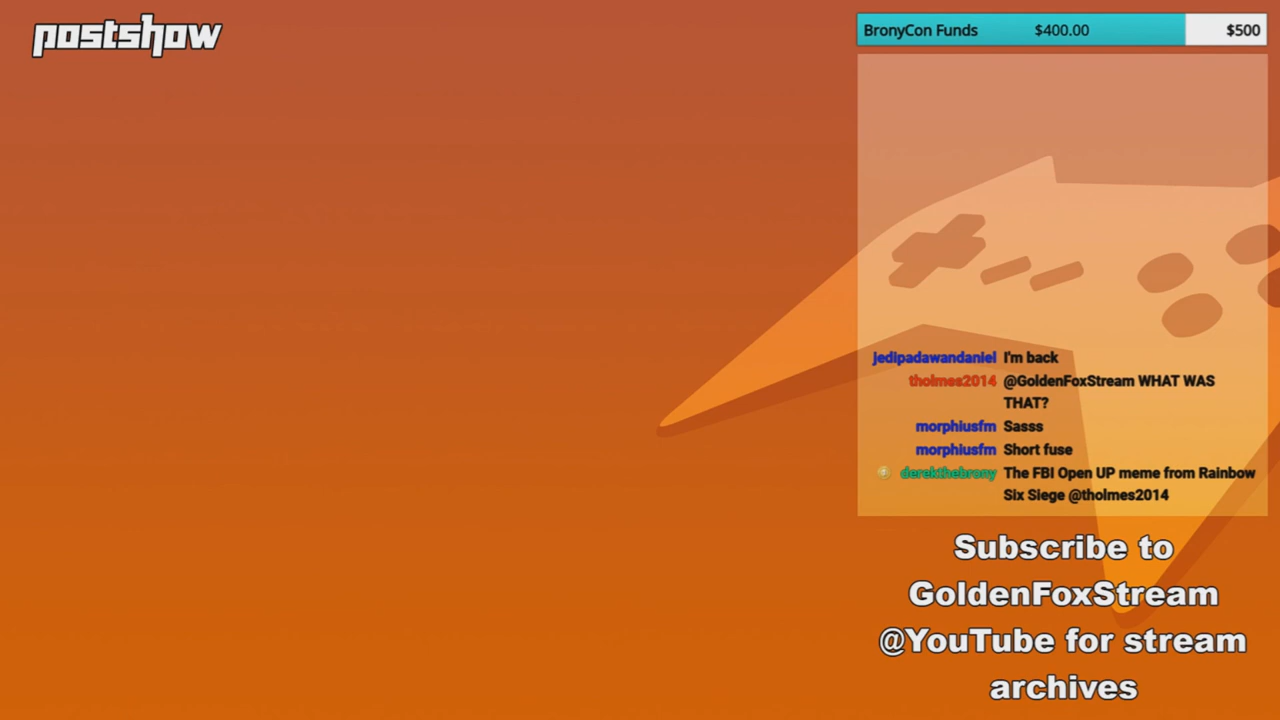 postshow
BronyCon Funds $400.00 $500
jedipadawandaniel I'm back
tholmes2014 @GoldenFoxStream WHAT WAS
THAT?
morphiusfm Sasss
morphiusfm Short fuse
derekthebrony The FBI Open UP meme from Rainbow
Six Siege @tholmes2014
Subscribe to
GoldenFoxStream
@YouTube for stream
archives